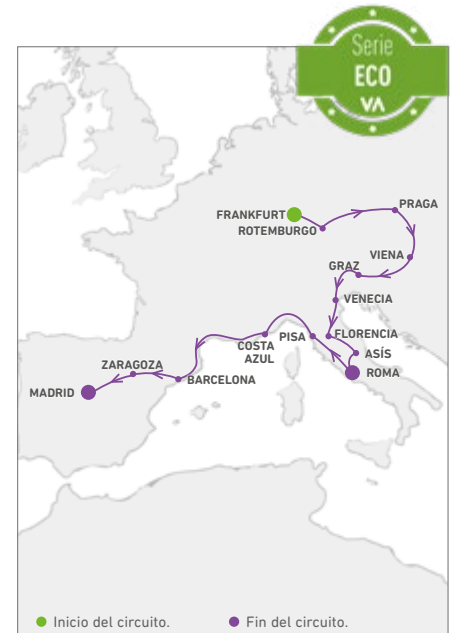 Serie
ECO
VA
PRAGA
FRANKFURT
ROTEMBURGO
VIENA
GRAZ
VENECIA
FLORENCIA
PISA
COSTA
AZUL
ASÍS
ROMA
ZARAGOZA
BARCELONA
MADRID
Inicio del circuito.
Fin del circuito.